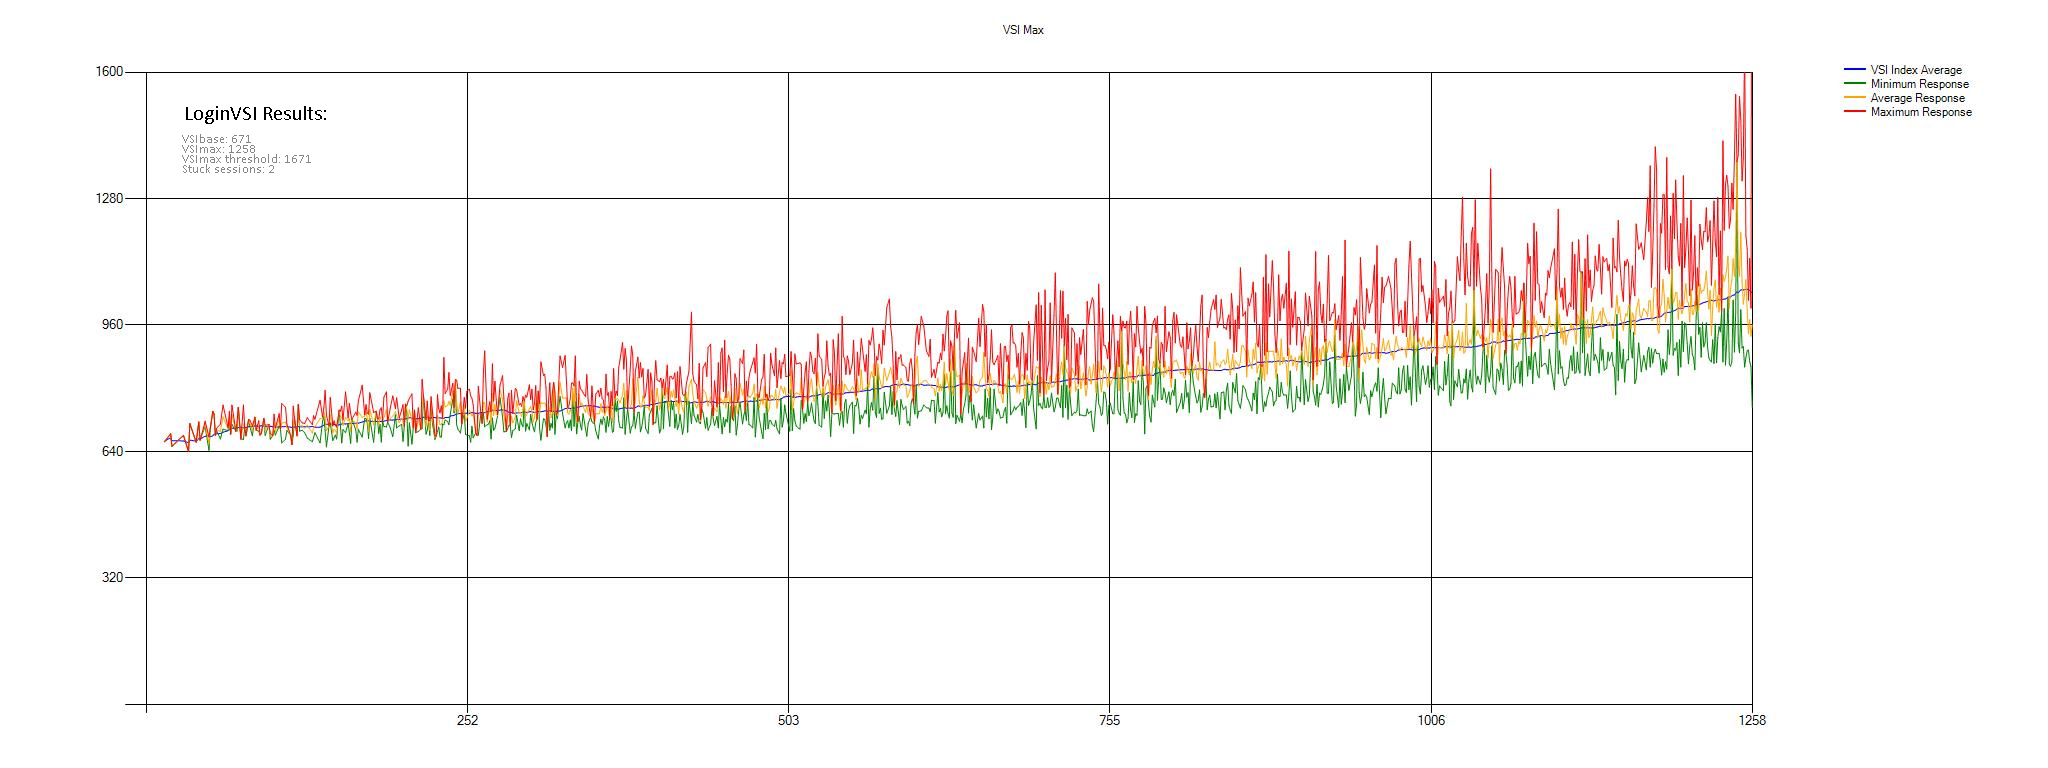 VSI Max
1600
1280
960
640
320
LoginVSI Results:
VSIbase: 671
VSImax: 1258
VSImax threshold: 1671
Stuck sessions: 2
VSI Index Average
Minimum Response
Average Response
Maximum Response
252
503
755
1006
1258